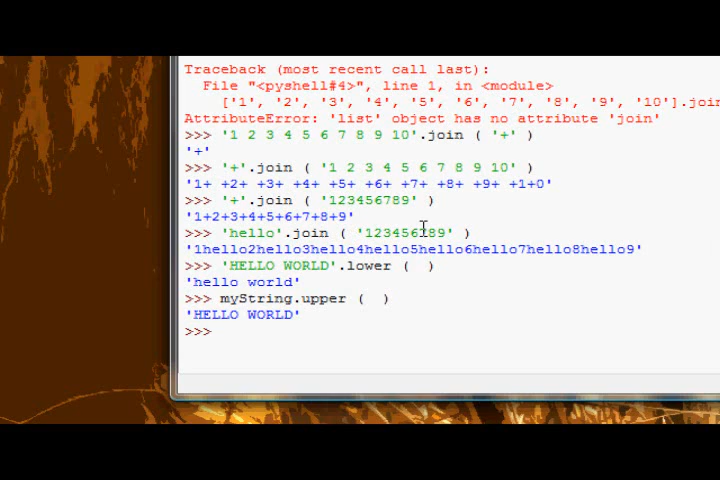 Traceback (most recent call last):
File "<pyshell#4>", line 1, in <module>
['1', '2', '3', '4', '5', '6', '7', '8', '9', '10'].join
AttributeError: 'list' object has no attribute 'join'
>>> '1 2 3 4 5 6 7 8 9 10'.join ( '+' )
'+'
>>> '+'.join ( '1 2 3 4 5 6 7 8 9 10' )
'1+ +2+ +3+ +4+ +5+ +6+ +7+ +8+ +9+ +1+0'
>>> '+'.join ( '123456789' )
'1+2+3+4+5+6+7+8+9'
>>> 'hello'.join ( '123456789' )
'1hello2hello3hello4hello5hello6hello7hello8hello9'
>>> 'HELLO WORLD'.lower (  )
'hello world'
>>> myString.upper (  )
'HELLO WORLD'
>>>